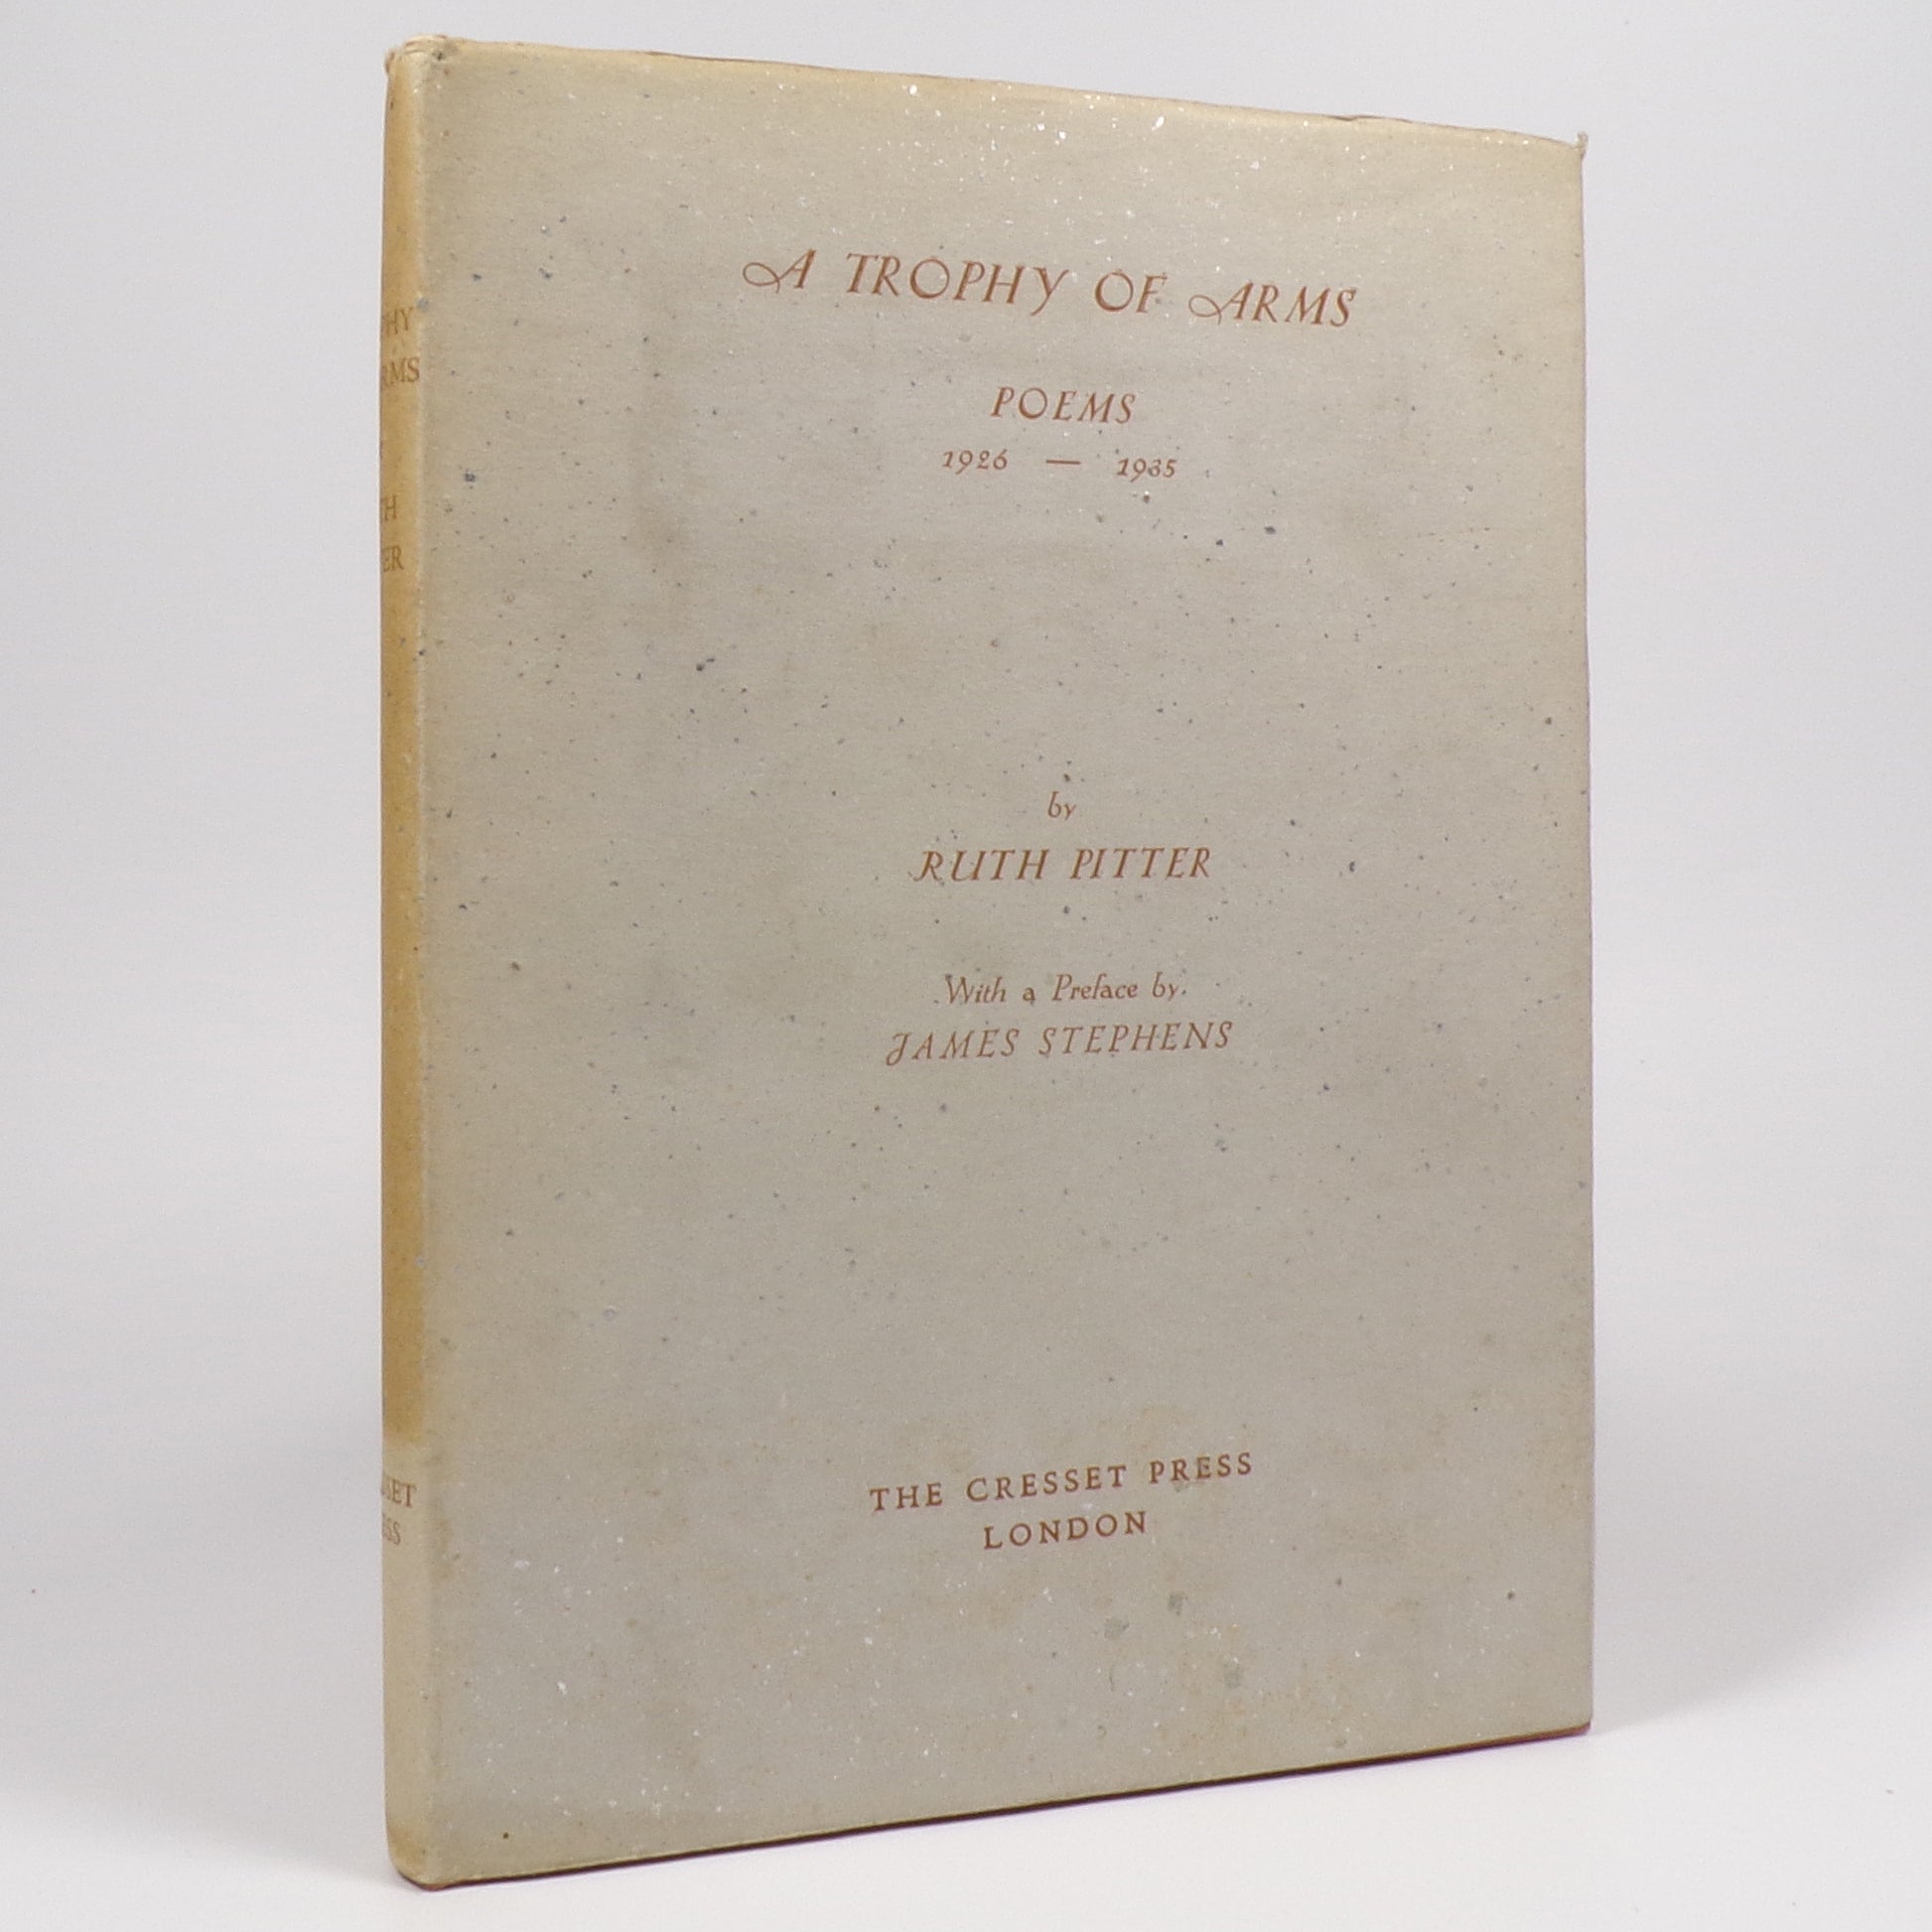 A TROPHY OF ARMS
POEMS
1926 — 1935
by
RUTH PITTER
With a Preface by
JAMES STEPHENS
THE CRESSET PRESS
LONDON